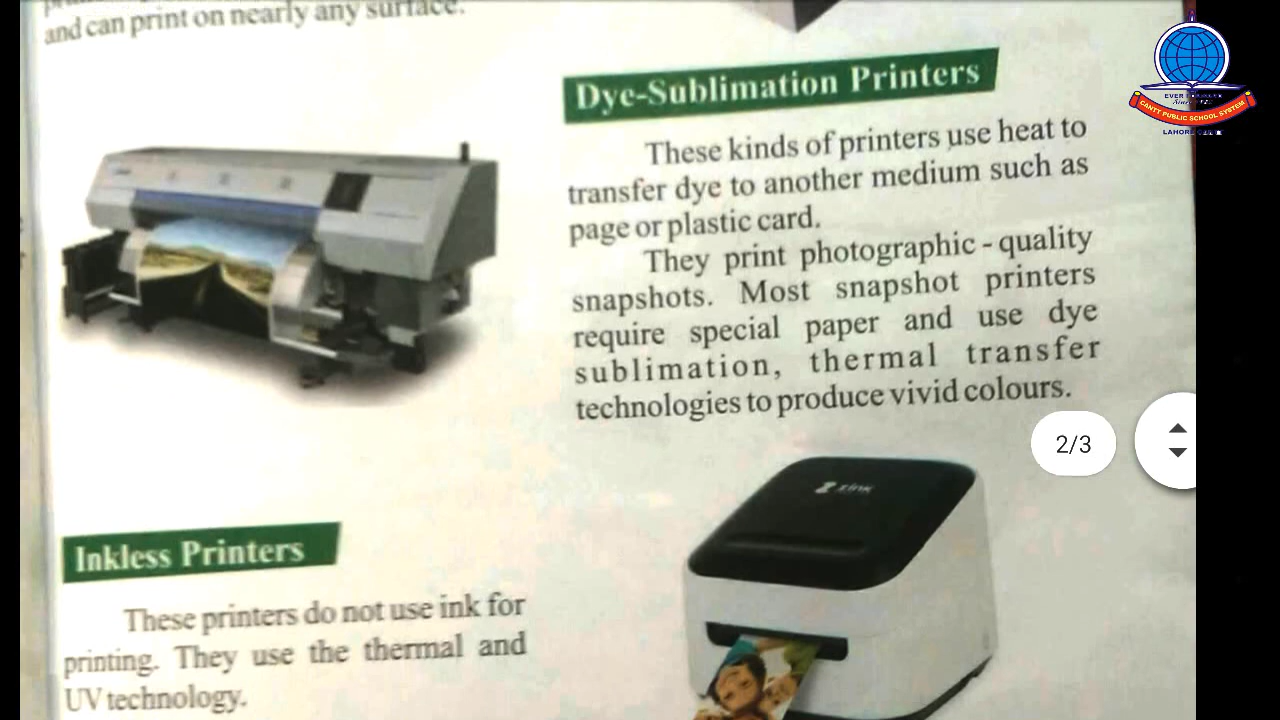 and can print on nearly any surface.
Dye-Sublimation Printers
These kinds of printers use heat to
transfer dye to another medium such as
page or plastic card.
They print photographic - quality
snapshots. Most snapshot printers
require special paper and use dye
sublimation, thermal transfer
technologies to produce vivid colours.
Inkless Printers
These printers do not use ink for
printing. They use the thermal and
UV technology.
zink
2/3
EVER
CANTT PUBLIC SCHOOL SYSTEM
LAHORE